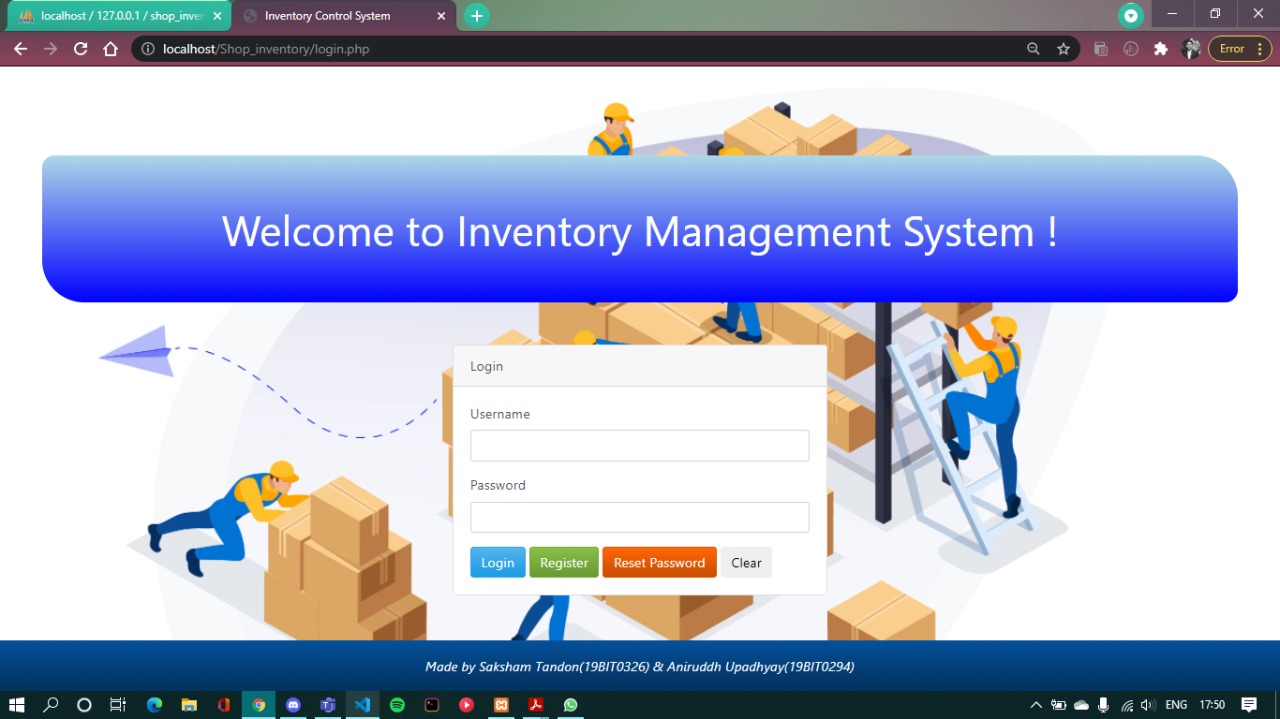 localhost / 127.0.0.1 / shop_inver
Inventory Control System
localhost/Shop_inventory/login.php
Error
Welcome to Inventory Management System !
Login
Username
Password
Login Register Reset Password Clear
Made by Saksham Tandon(19BIT0326) & Aniruddh Upadhyay(19BIT0294)
ENG 17:50